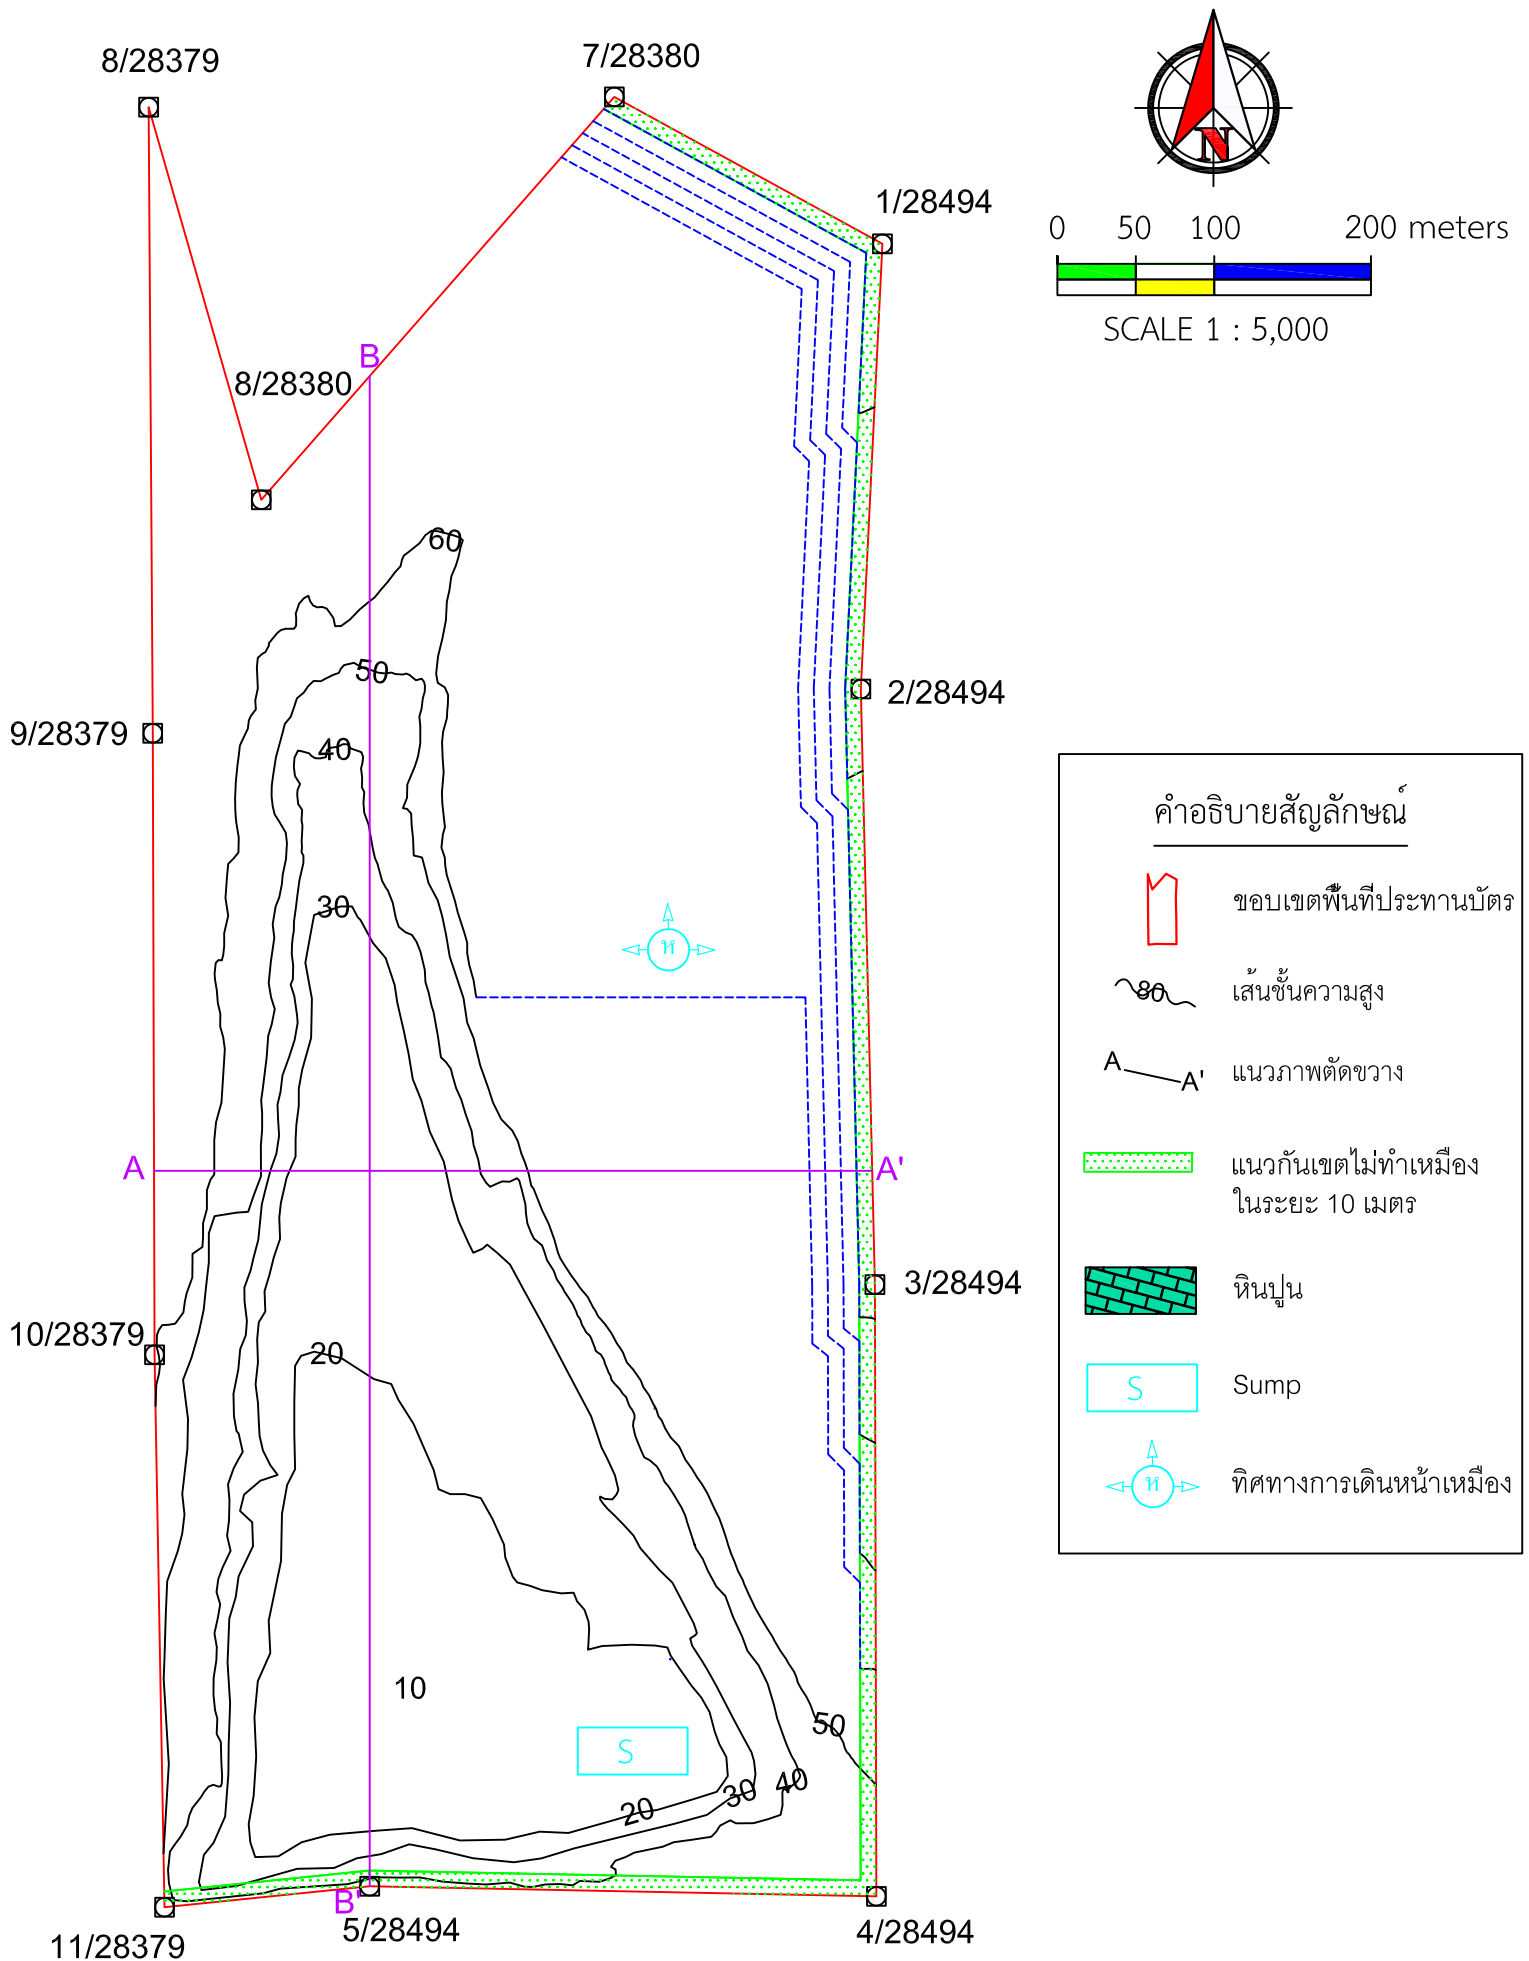 8/28379
7/28380
N
1/28494
0 50 100 200 meters
SCALE 1 : 5,000
B
8/28380
60
50
2/28494
9/28379
40
30
ห
A
A'
3/28494
10/28379
20
10
S
50
40
30
20
B'
5/28494
4/28494
11/28379
คำอธิบายสัญลักษณ์
ขอบเขตพื้นที่ประทานบัตร
80
เส้นชั้นความสูง
A A'
แนวภาพตัดขวาง
แนวกันเขตไม่ทำเหมือง
ในระยะ 10 เมตร
หินปูน
S
Sump
ห
ทิศทางการเดินหน้าเหมือง